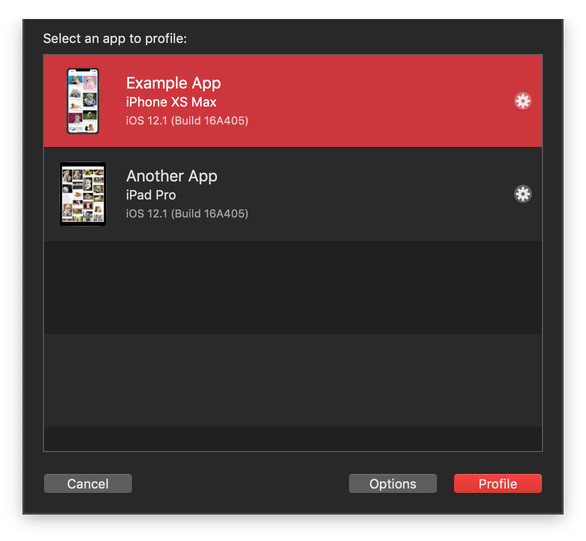 Select an app to profile:
Example App
iPhone XS Max
iOS 12.1 (Build 16A405)
Another App
iPad Pro
iOS 12.1 (Build 16A405)
Cancel
Options
Profile